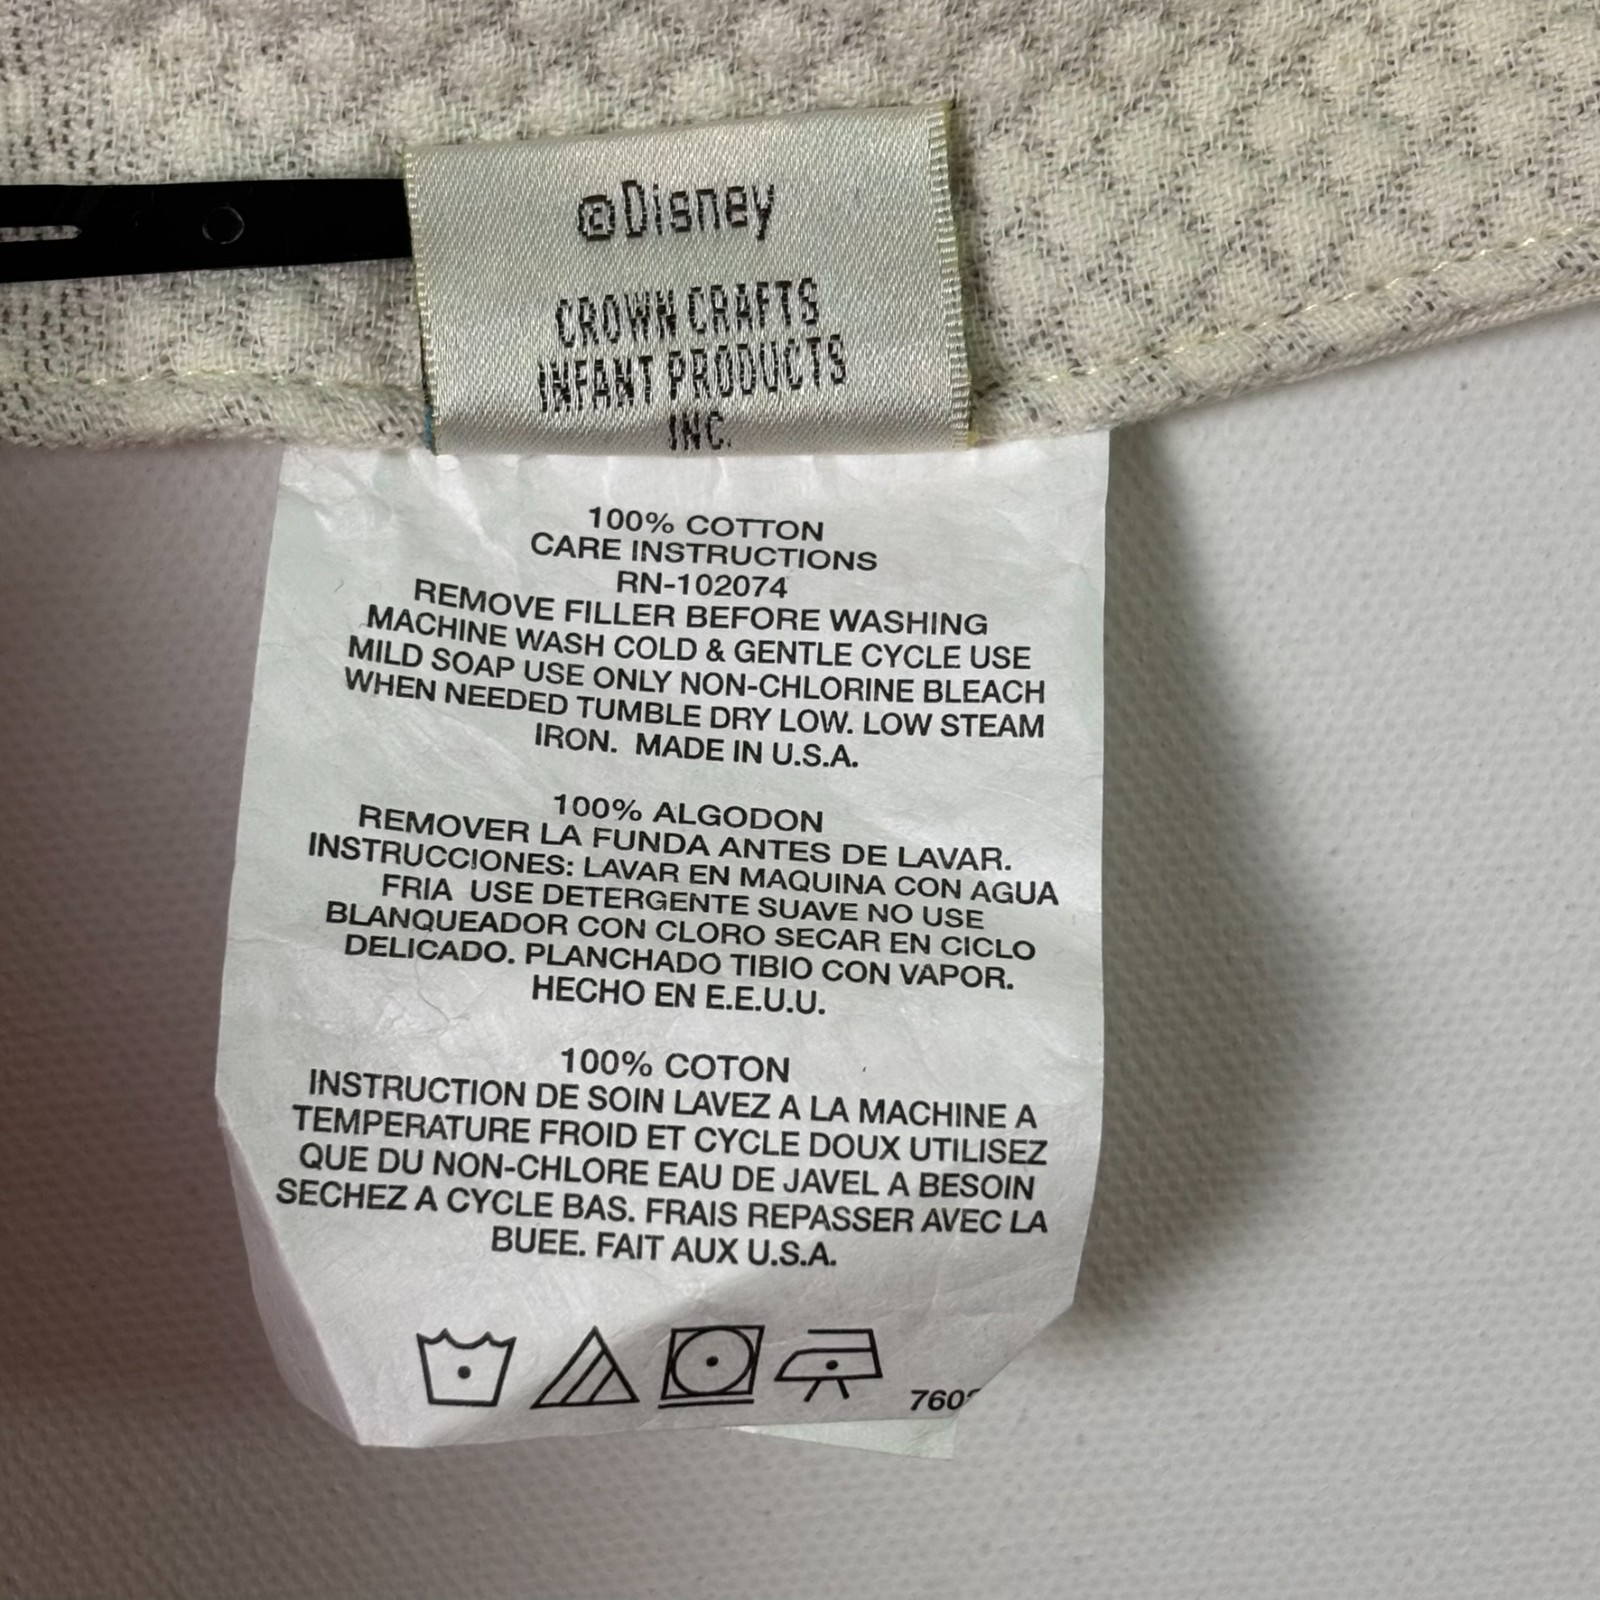 ©Disney
CROWN CRAFTS
INFANT PRODUCTS
INC.
100% COTTON
CARE INSTRUCTIONS
RN-102074
REMOVE FILLER BEFORE WASHING
MACHINE WASH COLD & GENTLE CYCLE USE
MILD SOAP USE ONLY NON-CHLORINE BLEACH
WHEN NEEDED TUMBLE DRY LOW. LOW STEAM
IRON. MADE IN U.S.A.
100% ALGODON
REMOVER LA FUNDA ANTES DE LAVAR.
INSTRUCCIONES: LAVAR EN MAQUINA CON AGUA
FRIA USE DETERGENTE SUAVE NO USE
BLANQUEADOR CON CLORO SECAR EN CICLO
DELICADO. PLANCHADO TIBIO CON VAPOR.
HECHO EN E.E.U.U.
100% COTON
INSTRUCTION DE SOIN LAVEZ A LA MACHINE A
TEMPERATURE FROID ET CYCLE DOUX UTILISEZ
QUE DU NON-CHLORE EAU DE JAVEL A BESOIN
SECHEZ A CYCLE BAS. FRAIS REPASSER AVEC LA
BUEE. FAIT AUX U.S.A.